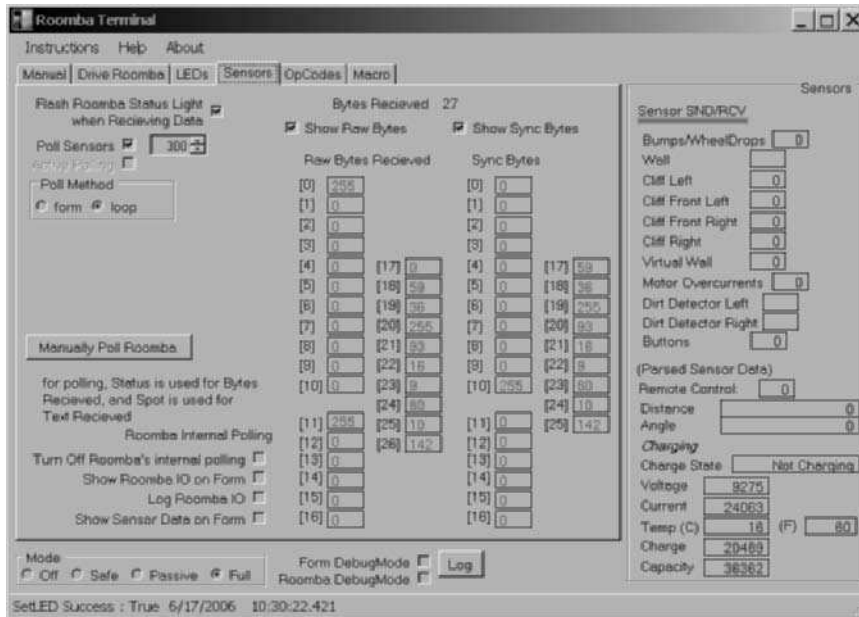 Roomba Terminal
Instructions Help About
Manual Drive Roomba LEDs Sensors OpCodes Macro
Flash Roomba Status Light
when Recieving Data
Poll Sensors 300
Poll Method
form loop
Manually Poll Roomba
for polling, Status is used for Bytes
Recieved, and Spot is used for
Text Recieved
Roomba Internal Polling
Turn Off Roomba's internal polling
Show Roomba IO on Form
Log Roomba IO
Show Sensor Data on Form
Bytes Recieved 27
Show Raw Bytes Show Sync Bytes
Raw Bytes Recieved Sync Bytes
[0] 255 [0] 0
[1] 0 [1] 0
[2] 0 [2] 0
[3] 0 [3] 0
[4] 0 [17] 0 [4] 0 [17] 59
[5] 0 [18] 59 [5] 0 [18] 36
[6] 0 [19] 36 [6] 0 [19] 255
[7] 0 [20] 255 [7] 0 [20] 93
[8] 0 [21] 93 [8] 0 [21] 16
[9] 0 [22] 16 [9] 0 [22] 9
[10] 0 [23] 9 [10] 255 [23] 80
[24] 80 [24] 10
[11] 255 [25] 10 [11] 0 [25] 142
[12] 0 [26] 142 [12] 0
[13] 0 [13] 0
[14] 0 [14] 0
[15] 0 [15] 0
[16] 0 [16] 0
Sensors
Sensor SND/RCV
Bumps/WheelDrops 0
Wall
Cliff Left 0
Cliff Front Left 0
Cliff Front Right 0
Cliff Right 0
Virtual Wall 0
Motor Overcurrents 0
Dirt Detector Left
Dirt Detector Right
Buttons 0
(Parsed Sensor Data)
Remote Control: 0
Distance 0
Angle 0
Charging
Charge State Not Charging
Voltage 9275
Current 24063
Temp (C) 16 (F) 60
Charge 20489
Capacity 36362
Mode
Off Safe Passive Full
Form DebugMode
Roomba DebugMode
Log
SetLED Success : True 6/17/2006 10:30:22.421